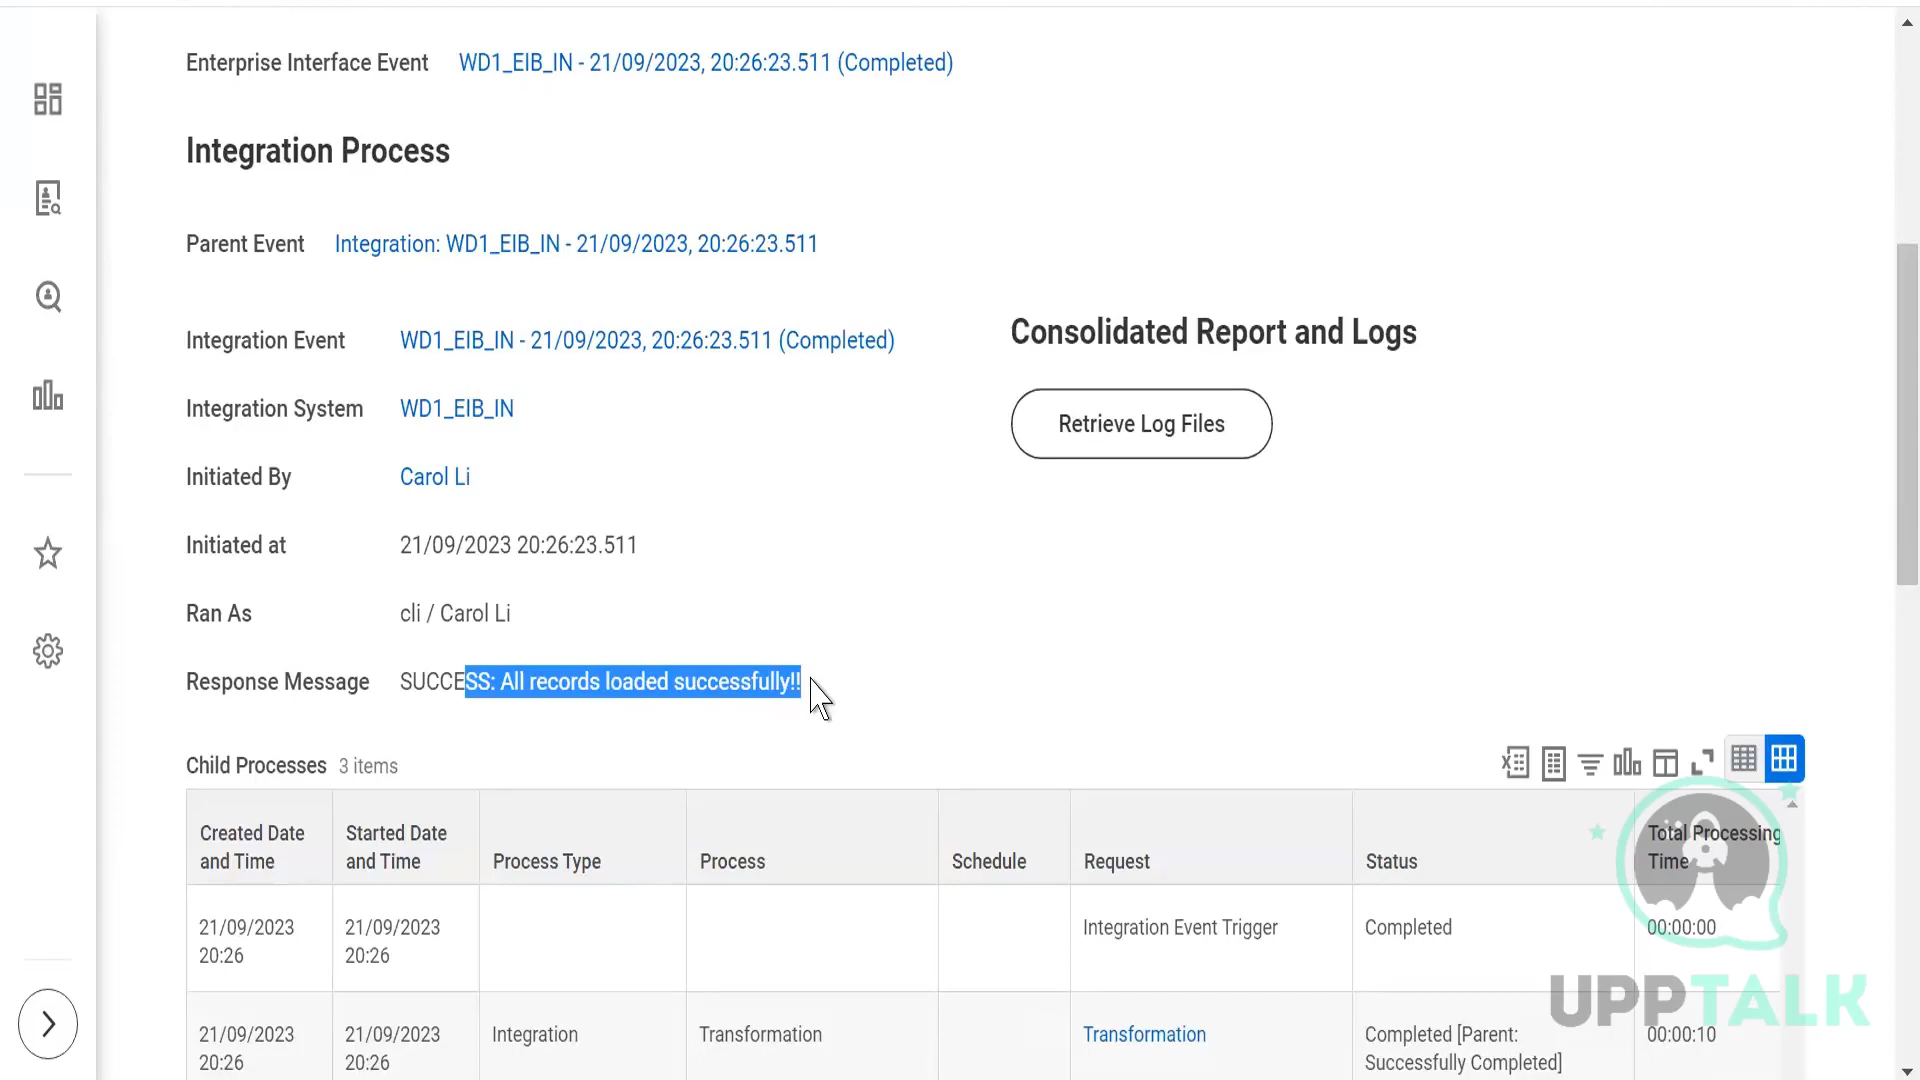 Enterprise Interface Event WD1_EIB_IN - 21/09/2023, 20:26:23.511 (Completed)
Integration Process
Parent Event Integration: WD1_EIB_IN - 21/09/2023, 20:26:23.511
Integration Event WD1_EIB_IN - 21/09/2023, 20:26:23.511 (Completed)
Integration System WD1_EIB_IN
Initiated By Carol Li
Initiated at 21/09/2023 20:26:23.511
Ran As cli / Carol Li
Response Message SUCCESS: All records loaded successfully!!
Consolidated Report and Logs
Retrieve Log Files
Child Processes 3 items
Created Date and Time
Started Date and Time
Process Type
Process
Schedule
Request
Status
Total Processing Time
21/09/2023 20:26
21/09/2023 20:26
Integration Event Trigger
Completed
00:00:00
21/09/2023 20:26
21/09/2023 20:26
Integration
Transformation
Transformation
Completed [Parent: Successfully Completed]
00:00:10
UPPTALK